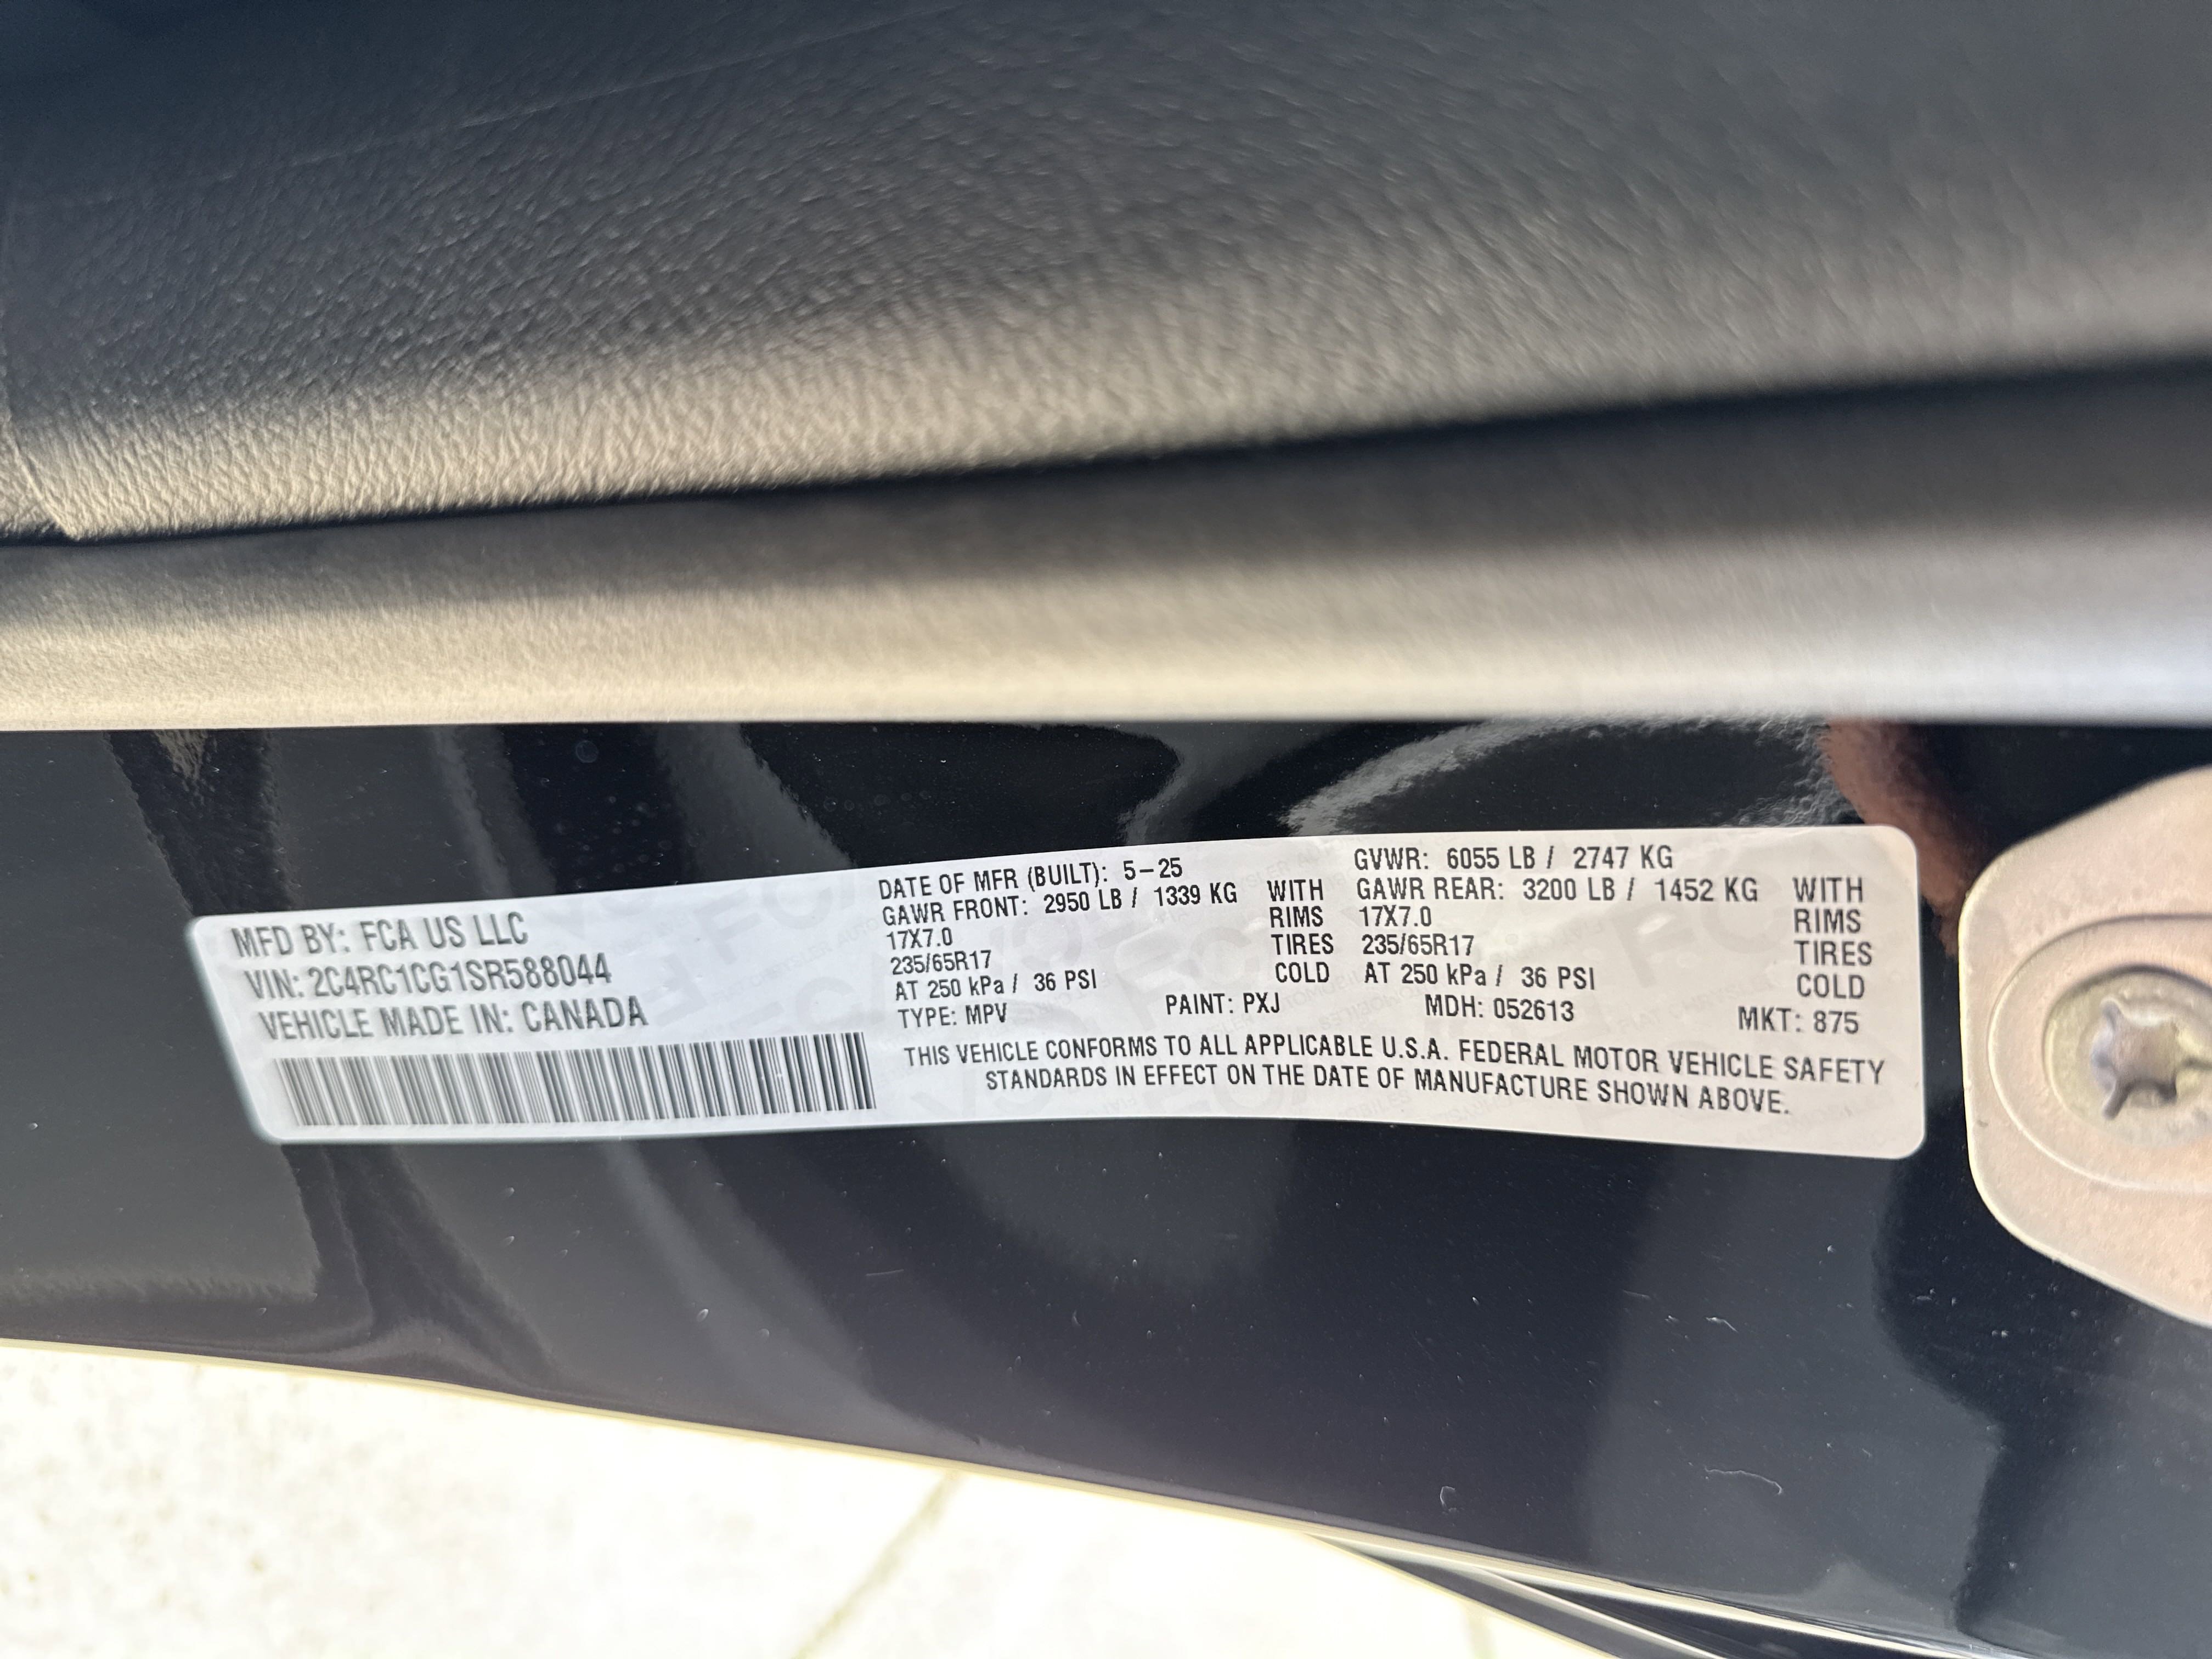 MFD BY: FCA US LLC
VIN: 2C4RC1CG1SR588044
VEHICLE MADE IN: CANADA
DATE OF MFR (BUILT): 5-25 GVWR: 6055 LB / 2747 KG
GAWR FRONT: 2950 LB / 1339 KG WITH GAWR REAR: 3200 LB / 1452 KG WITH
17X7.0 RIMS 17X7.0 RIMS
235/65R17 TIRES 235/65R17 TIRES
AT 250 kPa / 36 PSI COLD AT 250 kPa / 36 PSI COLD
TYPE: MPV PAINT: PXJ MDH: 052613 MKT: 875
THIS VEHICLE CONFORMS TO ALL APPLICABLE U.S.A. FEDERAL MOTOR VEHICLE SAFETY
STANDARDS IN EFFECT ON THE DATE OF MANUFACTURE SHOWN ABOVE.